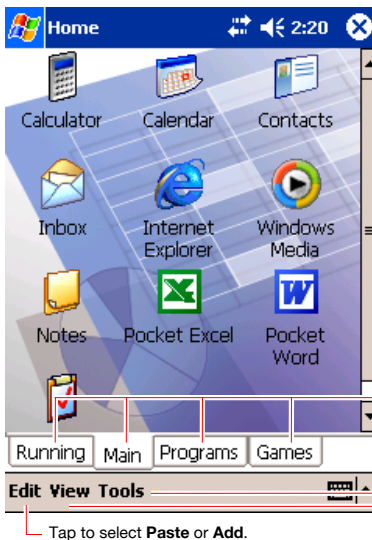 Home 2:20
Calculator Calendar Contacts
Inbox Internet Explorer Windows Media
Notes Pocket Excel Pocket Word
Running Main Programs Games
Edit View Tools
Tap to select Paste or Add.